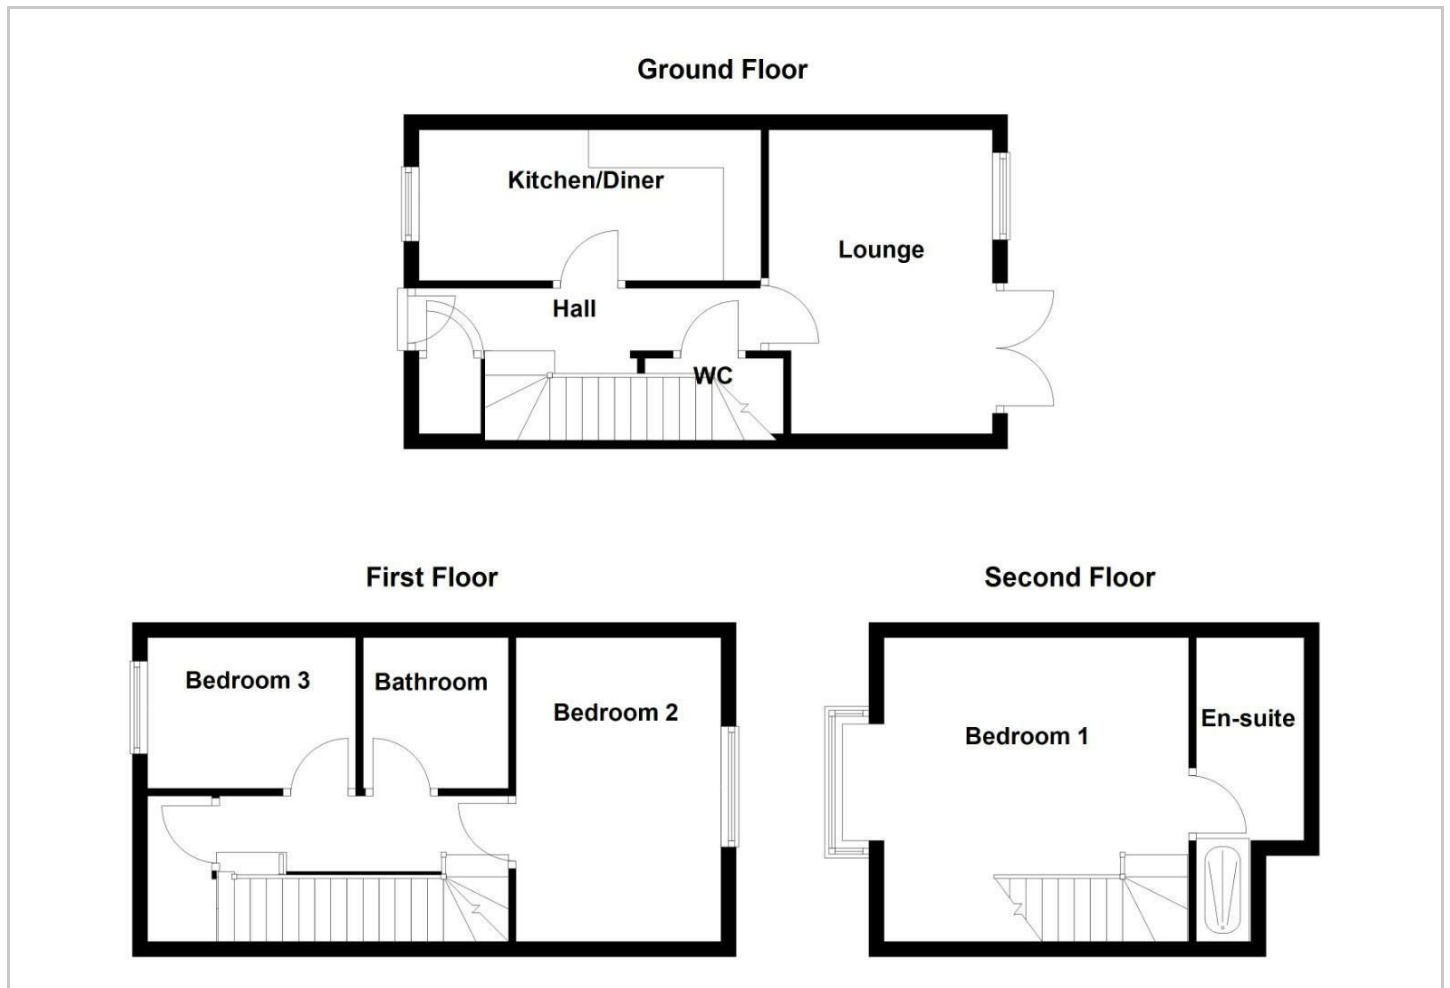 Ground Floor
Kitchen/Diner
Lounge
Hall
WC
First Floor
Second Floor
Bedroom 3
Bathroom
Bedroom 2
En-suite
Bedroom 1